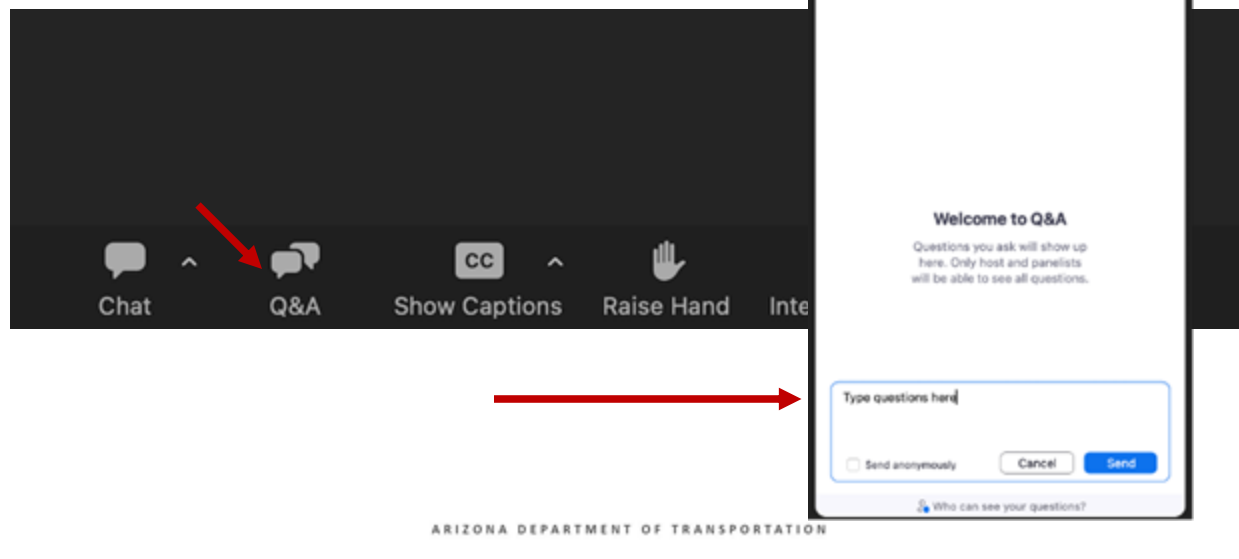 Chat
Q&A
CC
Show Captions
Raise Hand
Inte
Welcome to Q&A
Questions you ask will show up
here. Only host and panelists
will be able to see all questions.
Type questions here
Send anonymously
Cancel
Send
Who can see your questions?
ARIZONA DEPARTMENT OF TRANSPORTATION